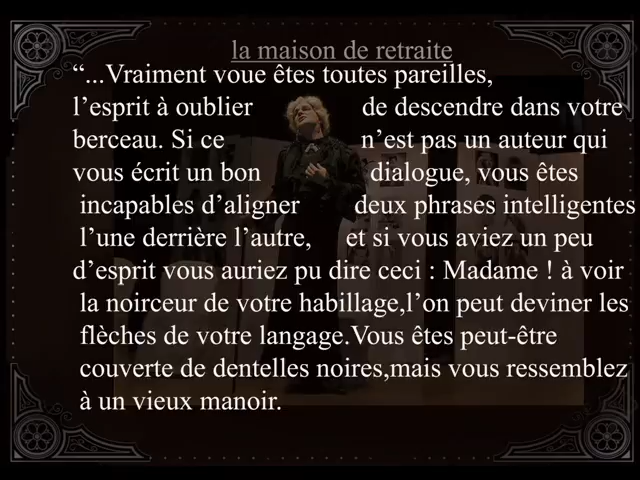 la maison de retraite
“...Vraiment voue êtes toutes pareilles,
l’esprit à oublier de descendre dans votre
berceau. Si ce n’est pas un auteur qui
vous écrit un bon dialogue, vous êtes
incapables d’aligner deux phrases intelligentes
l’une derrière l’autre, et si vous aviez un peu
d’esprit vous auriez pu dire ceci : Madame ! à voir
la noirceur de votre habillage,l’on peut deviner les
flèches de votre langage.Vous êtes peut-être
couverte de dentelles noires,mais vous ressemblez
à un vieux manoir.